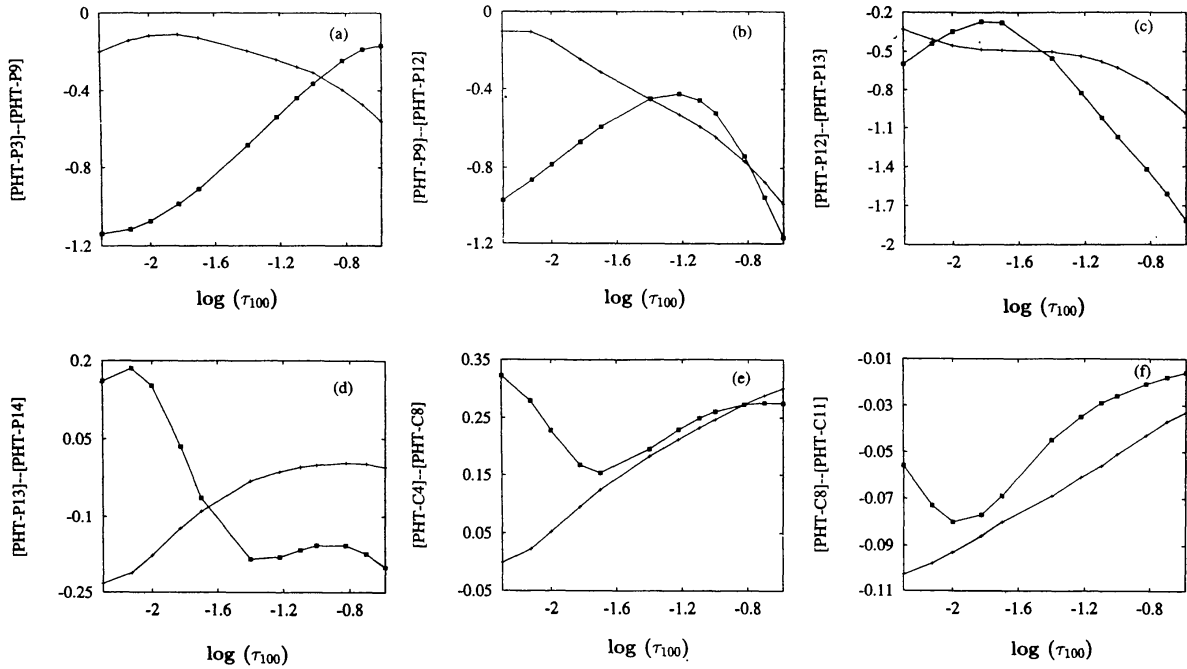 [PHT-P3]--[PHT-P9]
0
-0.4
-0.8
-1.2
(a)
-2 -1.6 -1.2 -0.8
log (τ100)
[PHT-P9]--[PHT-P12]
0
-0.4
-0.8
-1.2
(b)
-2 -1.6 -1.2 -0.8
log (τ100)
[PHT-P12]--[PHT-P13]
-0.2
-0.5
-0.8
-1.1
-1.4
-1.7
-2
(c)
-2 -1.6 -1.2 -0.8
log (τ100)
[PHT-P13]--[PHT-P14]
0.2
0.05
-0.1
-0.25
(d)
-2 -1.6 -1.2 -0.8
log (τ100)
[PHT-C4]--[PHT-C8]
0.35
0.25
0.15
0.05
-0.05
(e)
-2 -1.6 -1.2 -0.8
log (τ100)
[PHT-C8]--[PHT-C11]
-0.01
-0.03
-0.05
-0.07
-0.09
-0.11
(f)
-2 -1.6 -1.2 -0.8
log (τ100)